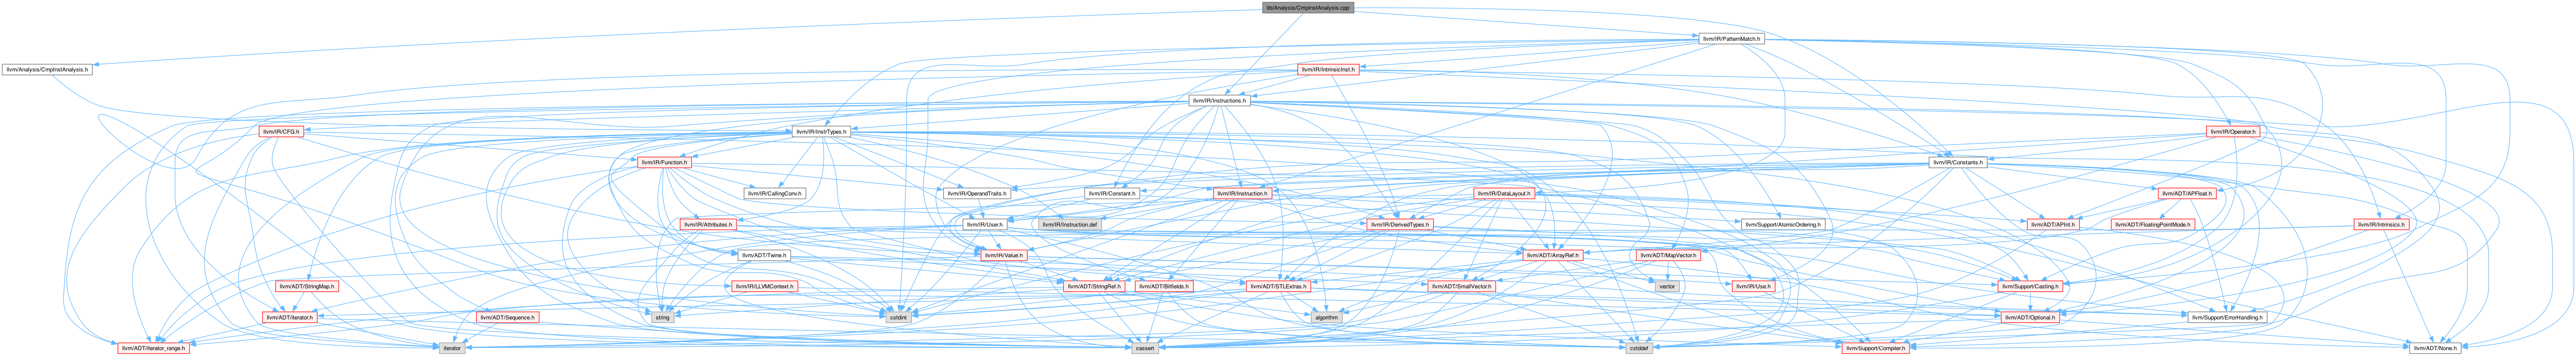 lib/Analysis/CmpInstAnalysis.cpp
llvm/IR/PatternMatch.h
llvm/Analysis/CmpInstAnalysis.h
llvm/IR/IntrinsicInst.h
llvm/IR/Instructions.h
llvm/IR/CFG.h
llvm/IR/InstrTypes.h
llvm/IR/Operator.h
llvm/IR/Function.h
llvm/IR/Constants.h
llvm/IR/CallingConv.h
llvm/IR/OperandTraits.h
llvm/IR/Constant.h
llvm/IR/Instruction.h
llvm/IR/DataLayout.h
llvm/ADT/APFloat.h
llvm/IR/Attributes.h
llvm/IR/User.h
llvm/IR/Instruction.def
llvm/IR/DerivedTypes.h
llvm/Support/AtomicOrdering.h
llvm/ADT/APInt.h
llvm/ADT/FloatingPointMode.h
llvm/IR/Intrinsics.h
llvm/ADT/Twine.h
llvm/IR/Value.h
llvm/ADT/ArrayRef.h
llvm/ADT/MapVector.h
llvm/Support/Casting.h
llvm/ADT/StringMap.h
llvm/IR/LLVMContext.h
llvm/ADT/StringRef.h
llvm/ADT/Bitfields.h
llvm/ADT/STLExtras.h
llvm/ADT/SmallVector.h
vector
llvm/IR/Use.h
llvm/ADT/iterator.h
llvm/ADT/Sequence.h
string
cstdint
algorithm
llvm/ADT/Optional.h
llvm/Support/ErrorHandling.h
llvm/ADT/iterator_range.h
iterator
cassert
cstddef
llvm/Support/Compiler.h
llvm/ADT/None.h